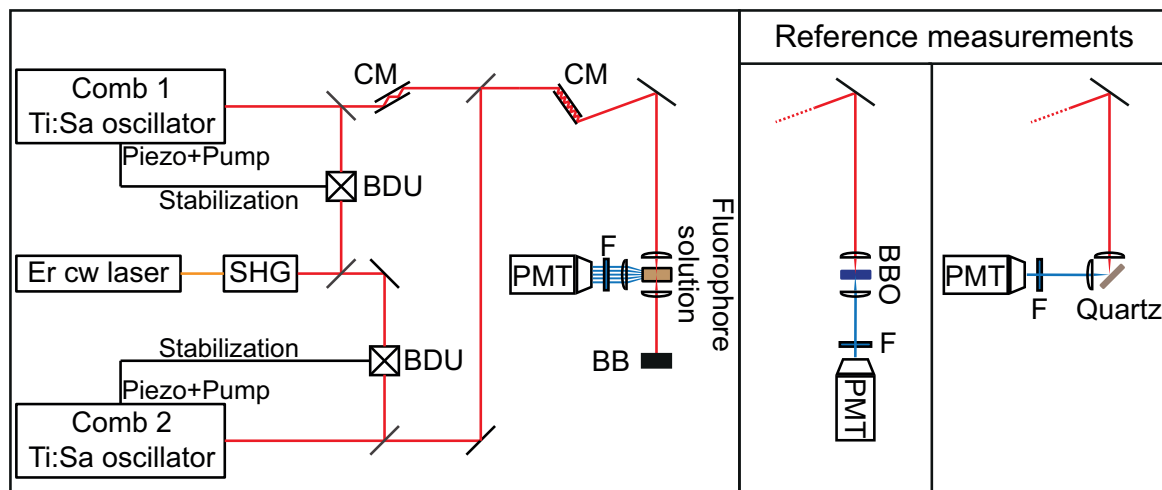 Reference measurements
Comb 1
Ti:Sa oscillator
CM
CM
Piezo+Pump
Stabilization
BDU
Er cw laser
SHG
PMT
F
Fluorophore
solution
BB
Stabilization
Piezo+Pump
BDU
Comb 2
Ti:Sa oscillator
BBO
F
PMT
PMT
F
Quartz